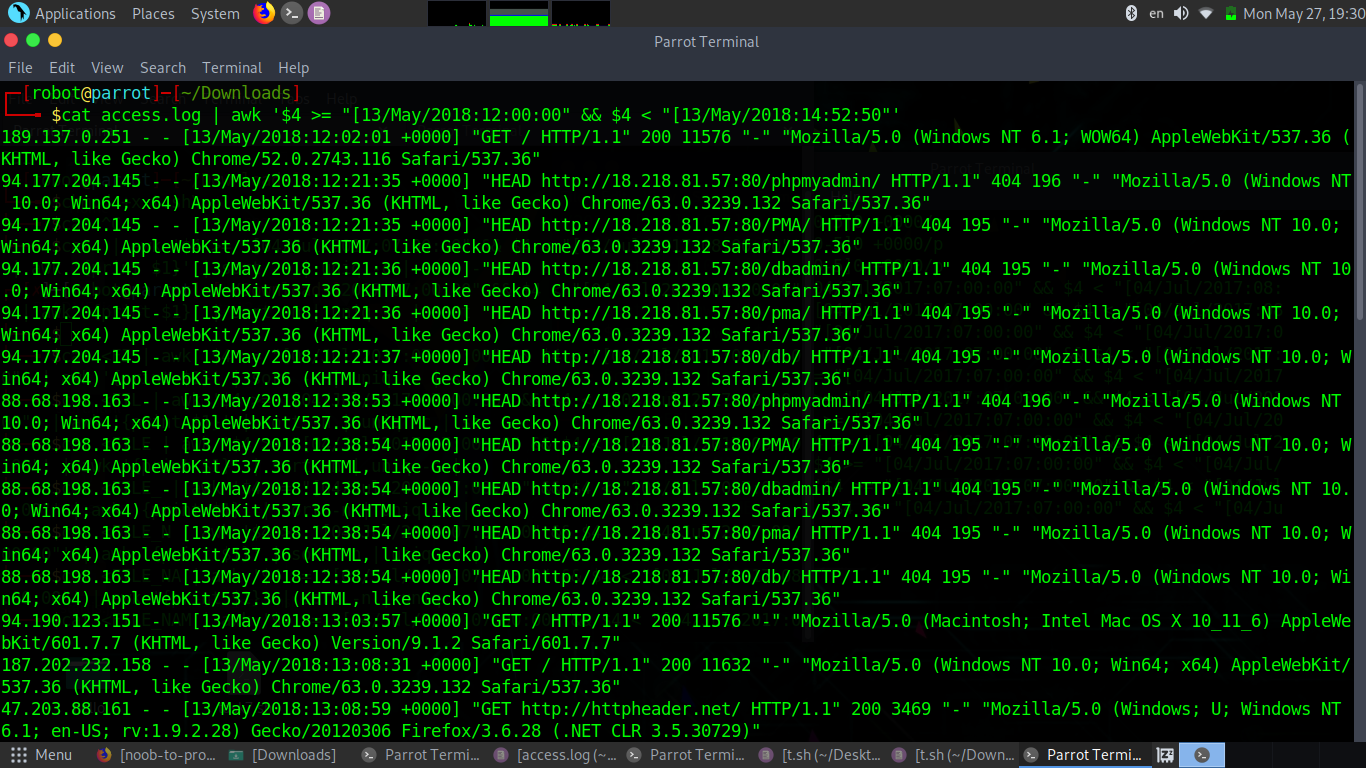 Applications Places System en Mon May 27, 19:30
Parrot Terminal
File Edit View Search Terminal Help
[robot@parrot]─[~/Downloads]
$cat access.log | awk '$4 >= "[13/May/2018:12:00:00" && $4 < "[13/May/2018:14:52:50"'
189.137.0.251 - - [13/May/2018:12:02:01 +0000] "GET / HTTP/1.1" 200 11576 "-" "Mozilla/5.0 (Windows NT 6.1; WOW64) AppleWebKit/537.36 (
KHTML, like Gecko) Chrome/52.0.2743.116 Safari/537.36"
94.177.204.145 - - [13/May/2018:12:21:35 +0000] "HEAD http://18.218.81.57:80/phpmyadmin/ HTTP/1.1" 404 196 "-" "Mozilla/5.0 (Windows NT
10.0; Win64; x64) AppleWebKit/537.36 (KHTML, like Gecko) Chrome/63.0.3239.132 Safari/537.36"
94.177.204.145 - - [13/May/2018:12:21:35 +0000] "HEAD http://18.218.81.57:80/PMA/ HTTP/1.1" 404 195 "-" "Mozilla/5.0 (Windows NT 10.0;
Win64; x64) AppleWebKit/537.36 (KHTML, like Gecko) Chrome/63.0.3239.132 Safari/537.36"
94.177.204.145 - - [13/May/2018:12:21:36 +0000] "HEAD http://18.218.81.57:80/dbadmin/ HTTP/1.1" 404 195 "-" "Mozilla/5.0 (Windows NT 10
.0; Win64; x64) AppleWebKit/537.36 (KHTML, like Gecko) Chrome/63.0.3239.132 Safari/537.36"
94.177.204.145 - - [13/May/2018:12:21:36 +0000] "HEAD http://18.218.81.57:80/pma/ HTTP/1.1" 404 195 "-" "Mozilla/5.0 (Windows NT 10.0;
Win64; x64) AppleWebKit/537.36 (KHTML, like Gecko) Chrome/63.0.3239.132 Safari/537.36"
94.177.204.145 - - [13/May/2018:12:21:37 +0000] "HEAD http://18.218.81.57:80/db/ HTTP/1.1" 404 195 "-" "Mozilla/5.0 (Windows NT 10.0; W
in64; x64) AppleWebKit/537.36 (KHTML, like Gecko) Chrome/63.0.3239.132 Safari/537.36"
88.68.198.163 - - [13/May/2018:12:38:53 +0000] "HEAD http://18.218.81.57:80/phpmyadmin/ HTTP/1.1" 404 196 "-" "Mozilla/5.0 (Windows NT
10.0; Win64; x64) AppleWebKit/537.36 (KHTML, like Gecko) Chrome/63.0.3239.132 Safari/537.36"
88.68.198.163 - - [13/May/2018:12:38:54 +0000] "HEAD http://18.218.81.57:80/PMA/ HTTP/1.1" 404 195 "-" "Mozilla/5.0 (Windows NT 10.0; W
in64; x64) AppleWebKit/537.36 (KHTML, like Gecko) Chrome/63.0.3239.132 Safari/537.36"
88.68.198.163 - - [13/May/2018:12:38:54 +0000] "HEAD http://18.218.81.57:80/dbadmin/ HTTP/1.1" 404 195 "-" "Mozilla/5.0 (Windows NT 10.
0; Win64; x64) AppleWebKit/537.36 (KHTML, like Gecko) Chrome/63.0.3239.132 Safari/537.36"
88.68.198.163 - - [13/May/2018:12:38:54 +0000] "HEAD http://18.218.81.57:80/pma/ HTTP/1.1" 404 195 "-" "Mozilla/5.0 (Windows NT 10.0; W
in64; x64) AppleWebKit/537.36 (KHTML, like Gecko) Chrome/63.0.3239.132 Safari/537.36"
88.68.198.163 - - [13/May/2018:12:38:54 +0000] "HEAD http://18.218.81.57:80/db/ HTTP/1.1" 404 195 "-" "Mozilla/5.0 (Windows NT 10.0; Wi
n64; x64) AppleWebKit/537.36 (KHTML, like Gecko) Chrome/63.0.3239.132 Safari/537.36"
94.190.123.151 - - [13/May/2018:13:03:57 +0000] "GET / HTTP/1.1" 200 11576 "-" "Mozilla/5.0 (Macintosh; Intel Mac OS X 10_11_6) AppleWe
bKit/601.7.7 (KHTML, like Gecko) Version/9.1.2 Safari/601.7.7"
187.202.232.158 - - [13/May/2018:13:08:31 +0000] "GET / HTTP/1.1" 200 11632 "-" "Mozilla/5.0 (Windows NT 10.0; Win64; x64) AppleWebKit/
537.36 (KHTML, like Gecko) Chrome/63.0.3239.132 Safari/537.36"
47.203.88.161 - - [13/May/2018:13:08:59 +0000] "GET http://httpheader.net/ HTTP/1.1" 200 3469 "-" "Mozilla/5.0 (Windows; U; Windows NT
6.1; en-US; rv:1.9.2.28) Gecko/20120306 Firefox/3.6.28 (.NET CLR 3.5.30729)"
Menu [noob-to-pro... [Downloads] Parrot Termi... [access.log (~... Parrot Termi... [t.sh (~/Deskt... [t.sh (~/Down... Parrot Termi...